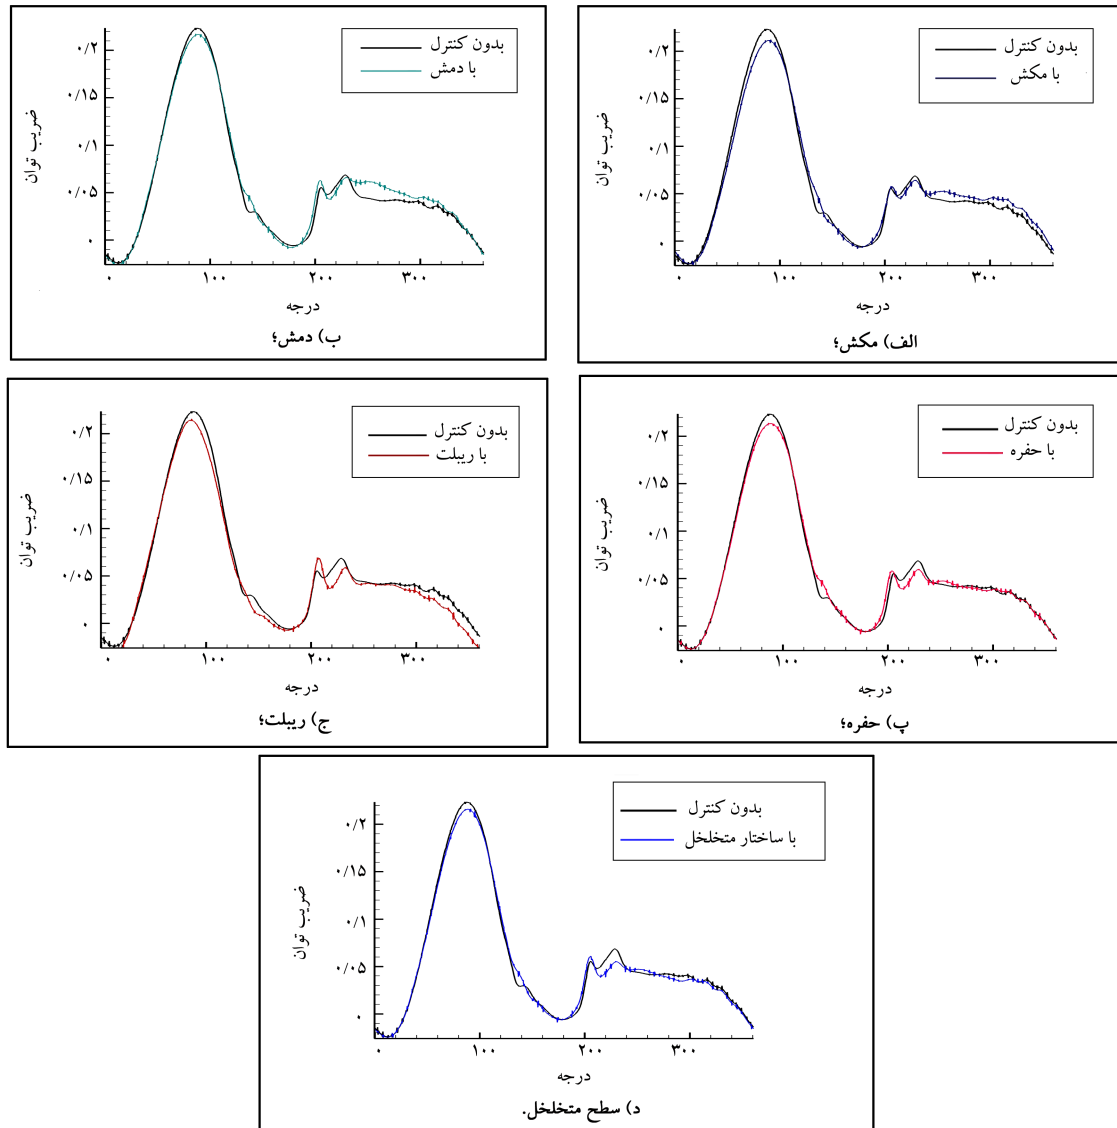 بدون کنترل
با مکش
ضریب توان
۰/۲
۰/۱۵
۰/۱
۰/۰۵
۰
۰ ۱۰۰ ۲۰۰ ۳۰۰
درجه
الف) مکش؛
بدون کنترل
با دمش
ضریب توان
۰/۲
۰/۱۵
۰/۱
۰/۰۵
۰
۱۰۰ ۲۰۰ ۳۰۰
درجه
ب) دمش؛
بدون کنترل
با حفره
ضریب توان
۰/۲
۰/۱۵
۰/۱
۰/۰۵
۰
۰ ۱۰۰ ۲۰۰ ۳۰۰
درجه
پ) حفره؛
بدون کنترل
با ریبلت
ضریب توان
۰/۲
۰/۱۵
۰/۱
۰/۰۵
۰
۱۰۰ ۲۰۰ ۳۰۰
درجه
ج) ریبلت؛
بدون کنترل
با ساختار متخلخل
ضریب توان
۰/۲
۰/۱۵
۰/۱
۰/۰۵
۰
۰ ۱۰۰ ۲۰۰ ۳۰۰
درجه
د) سطح متخلخل.